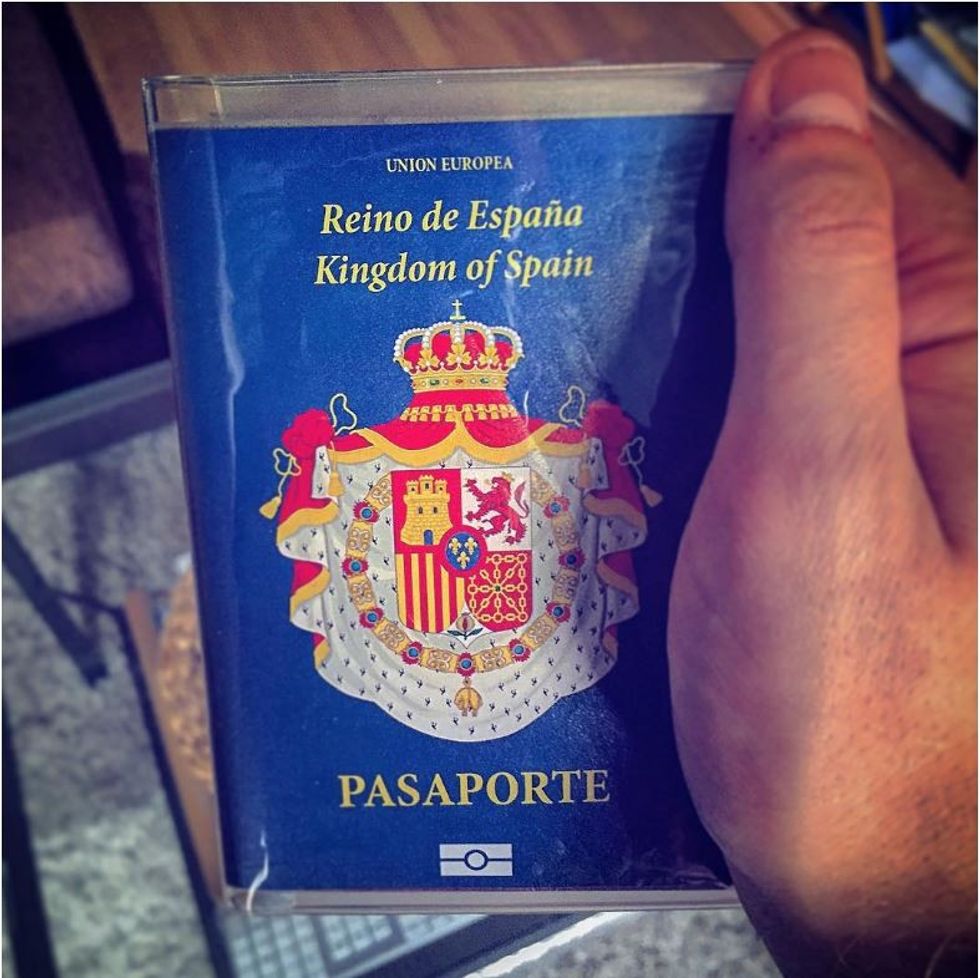 UNION EUROPEA
Reino de España
Kingdom of Spain
PASAPORTE